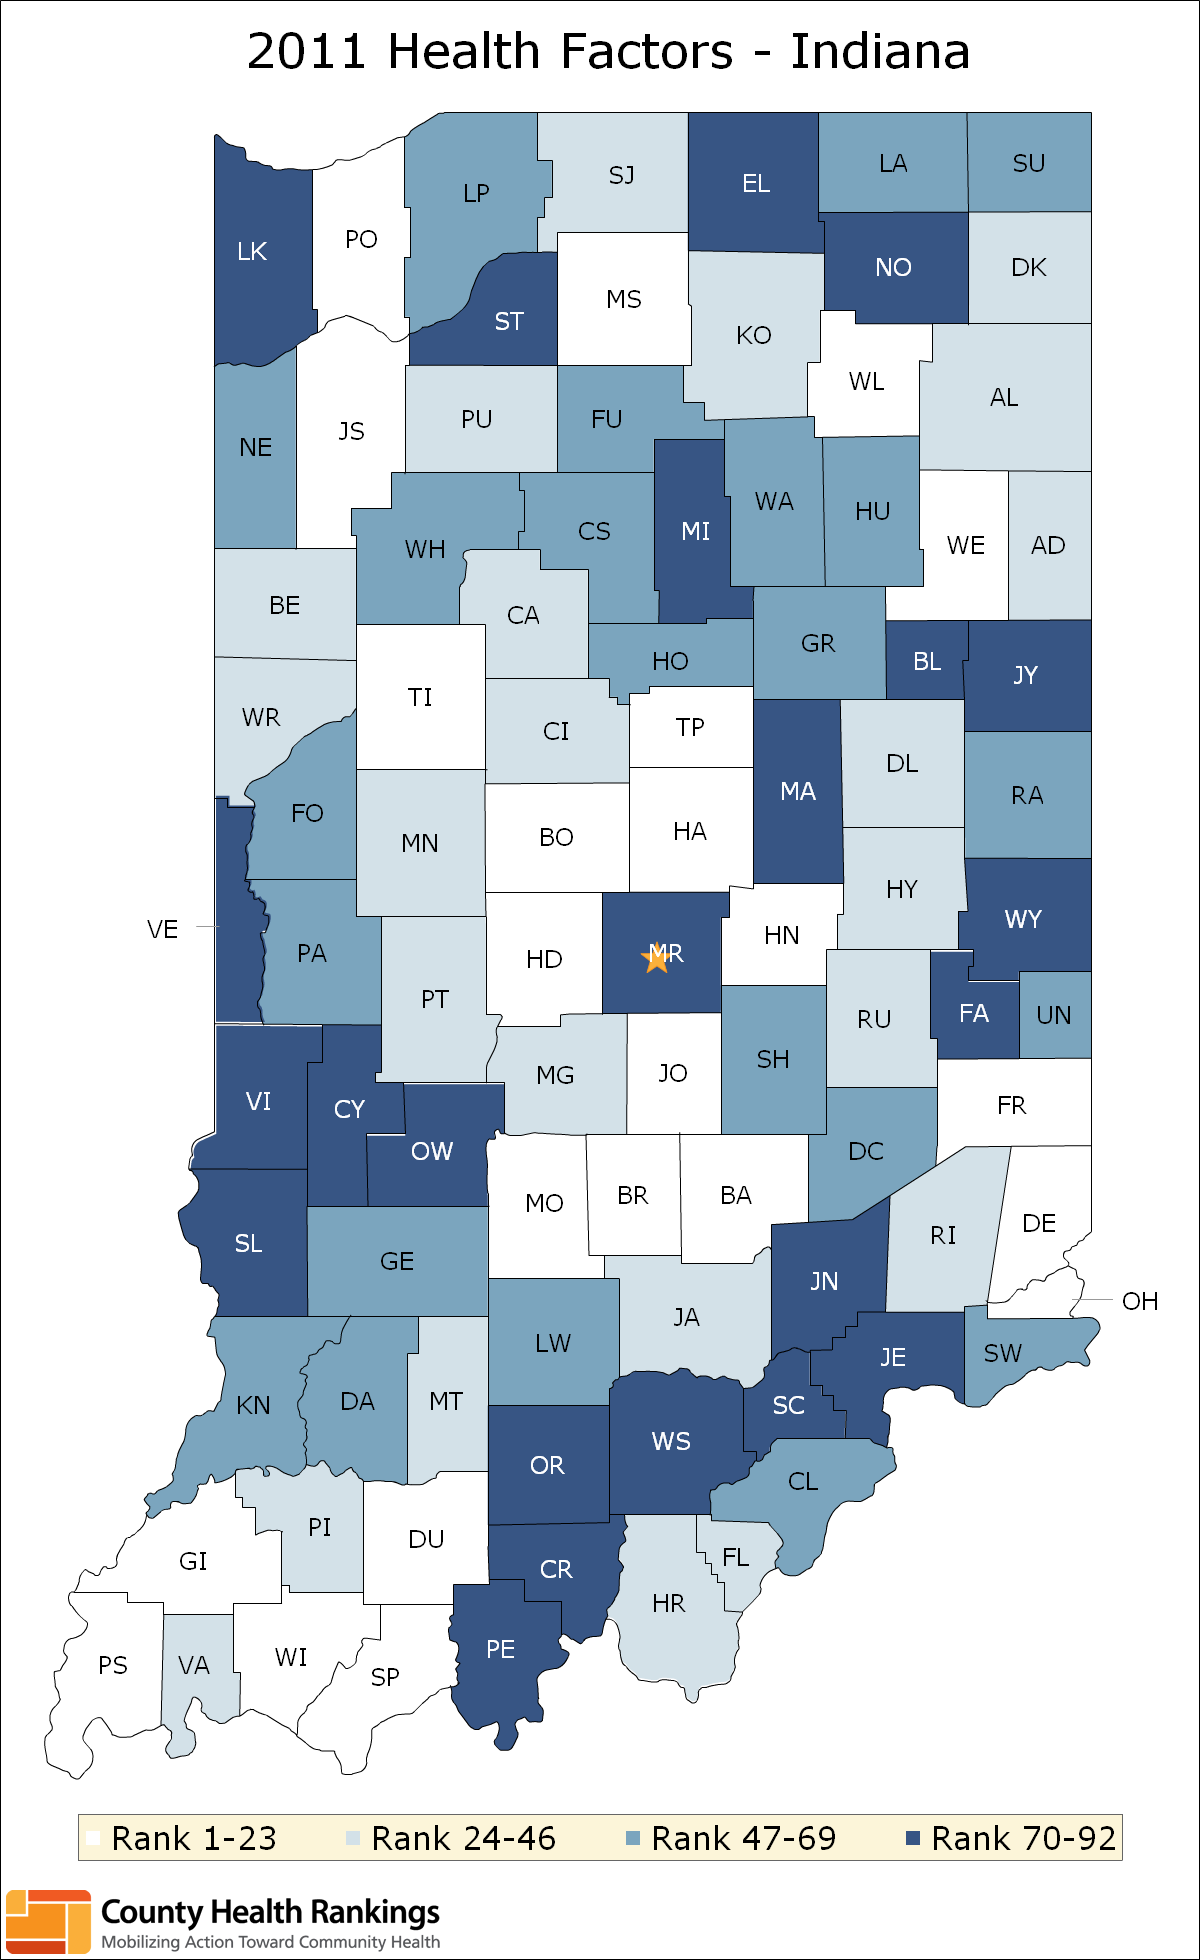 2011 Health Factors - Indiana
LA SU
SJ EL
LP
PO
LK NO DK
MS
ST
KO
WL
AL
PU FU
JS
NE
WA HU
CS MI
WH WE AD
BE
CA
GR
HO BL
JY
TI
WR
CI TP
DL
MA RA
FO
BO HA
MN
HY
WY
VE HN
PA HD MR
PT
FA UN
RU
SH
MG JO
VI CY FR
OW DC
MO BR BA
DE
SL RI
GE
JN
OH
JA
LW SW
JE
KN DA MT SC
WS
OR
CL
PI
DU
GI FL
CR
HR
PE
PS VA WI
SP
Rank 1-23 Rank 24-46 Rank 47-69 Rank 70-92
County Health Rankings
Mobilizing Action Toward Community Health